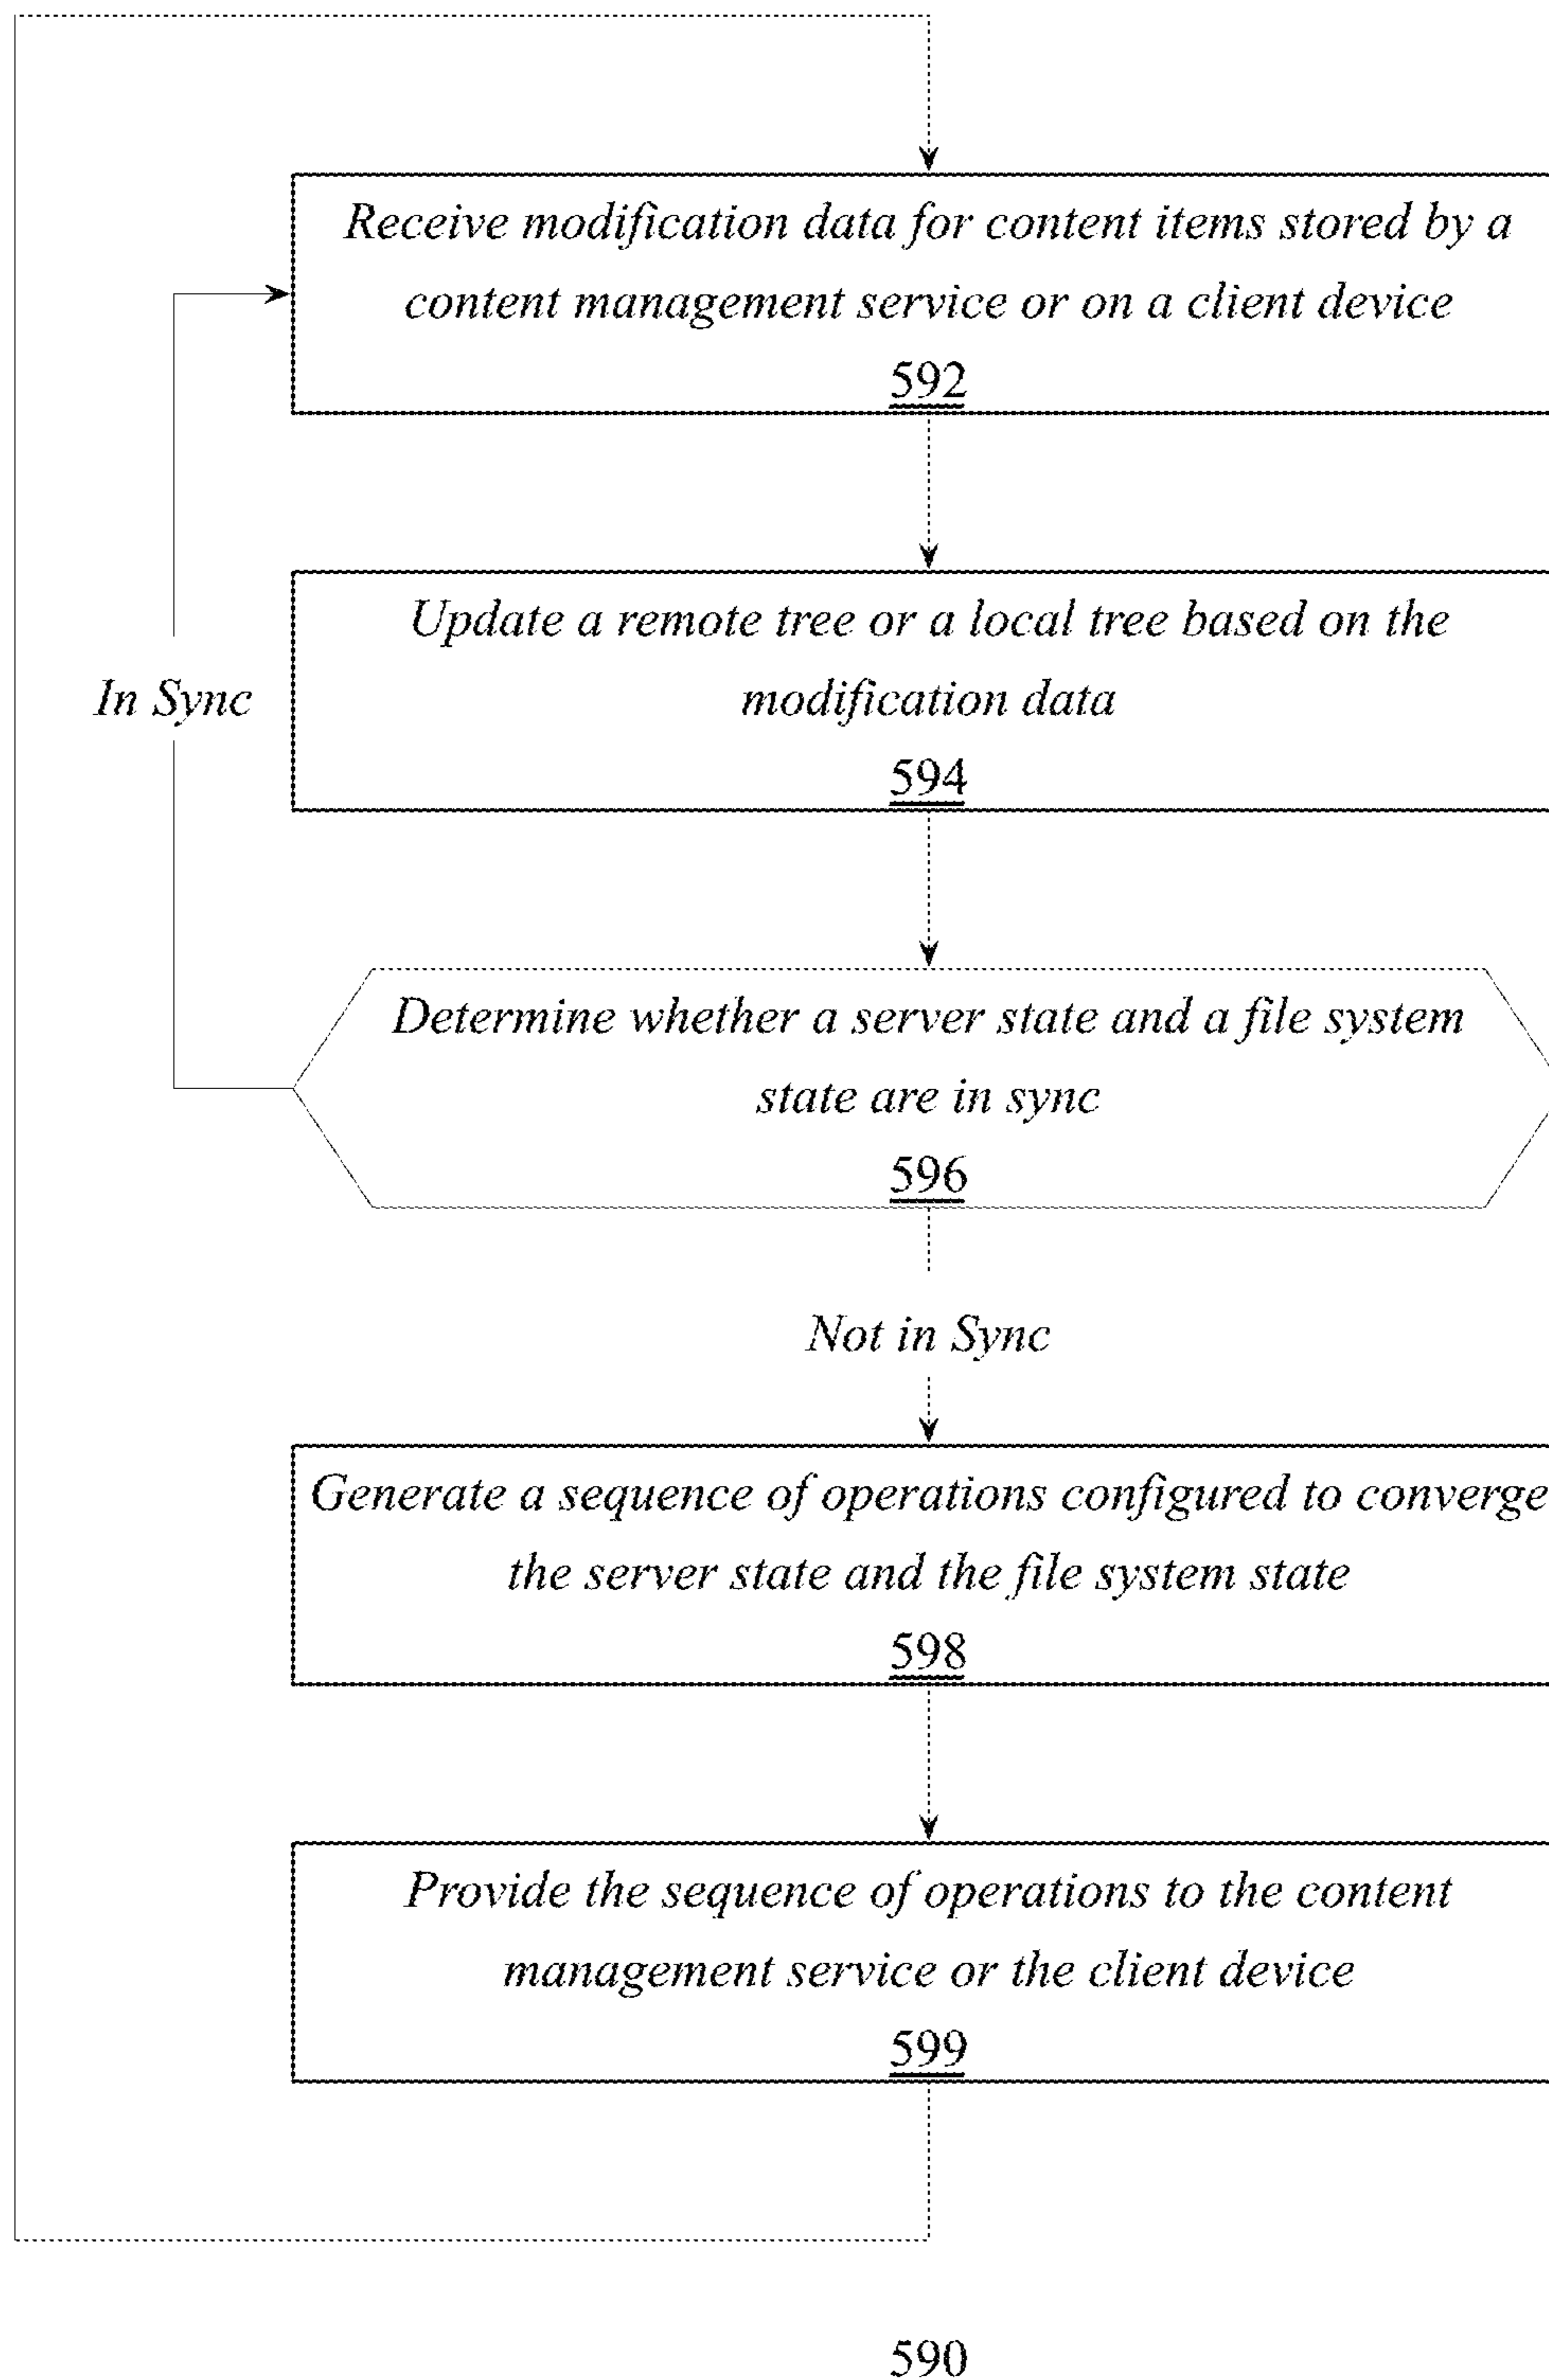 Receive modification data for content items stored by a
content management service or on a client device
592
Update a remote tree or a local tree based on the
modification data
594
In Sync
Determine whether a server state and a file system
state are in sync
596
Not in Sync
Generate a sequence of operations configured to converge
the server state and the file system state
598
Provide the sequence of operations to the content
management service or the client device
599
590